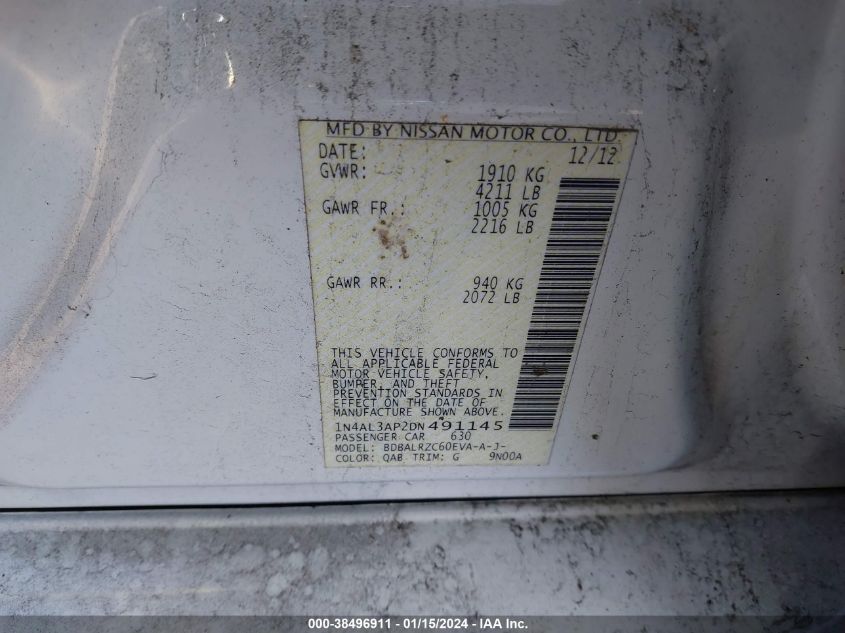 MFD BY NISSAN MOTOR CO., LTD.
DATE: 12/12
GVWR: 1910 KG
4211 LB
GAWR FR.: 1005 KG
2216 LB
GAWR RR.: 940 KG
2072 LB
THIS VEHICLE CONFORMS TO
ALL APPLICABLE FEDERAL
MOTOR VEHICLE SAFETY,
BUMPER, AND THEFT
PREVENTION STANDARDS IN
EFFECT ON THE DATE OF
MANUFACTURE SHOWN ABOVE.
1N4AL3AP2DN491145
PASSENGER CAR 630
MODEL: BDBALRZC60EVA-A-J-
COLOR: QAB TRIM: G 9N00A
000-38496911 - 01/15/2024 - IAA Inc.